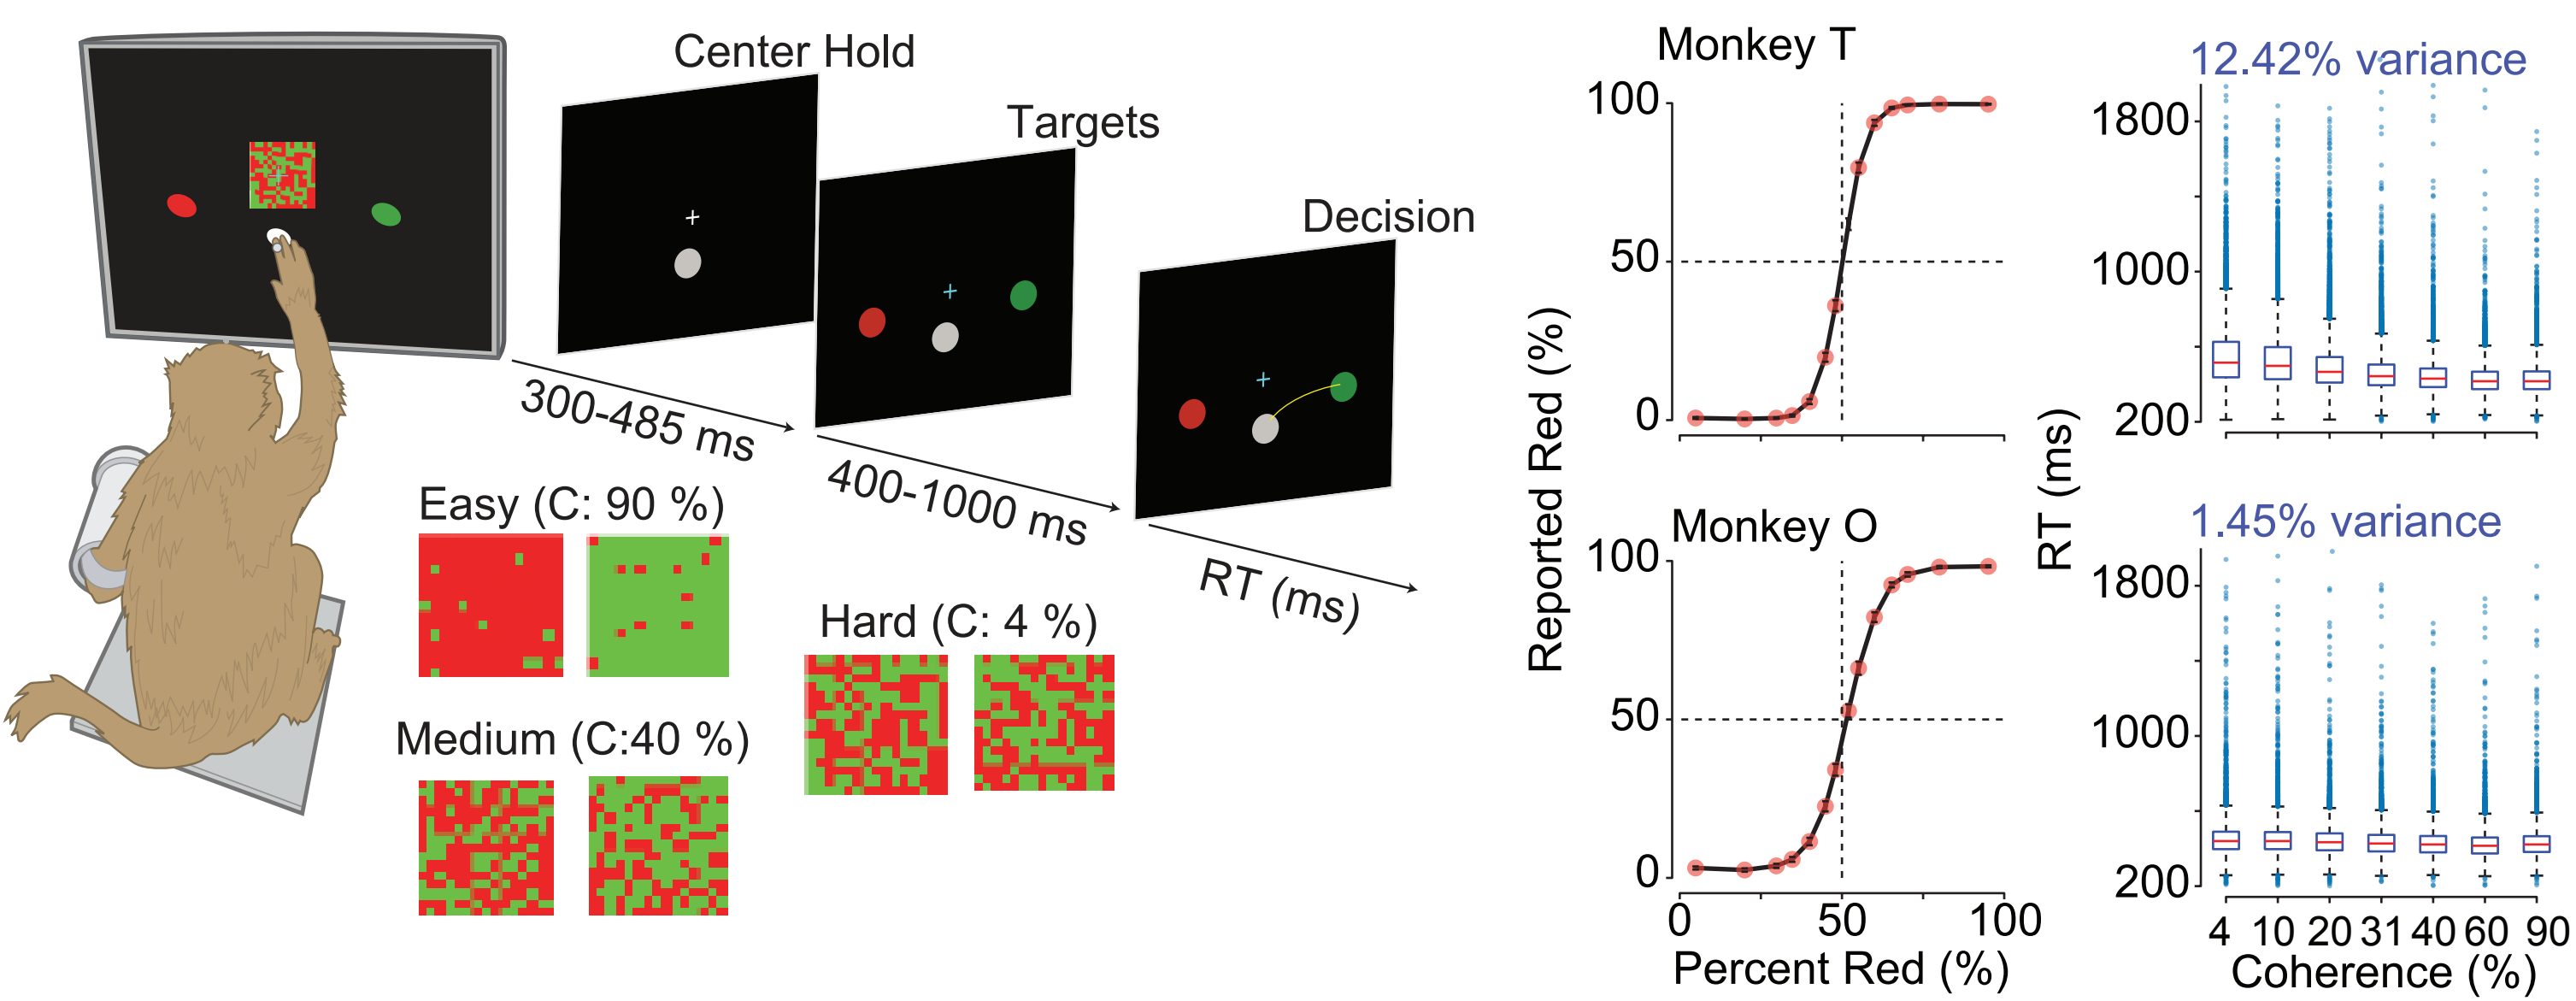 Center Hold
Targets
Decision
300-485 ms
400-1000 ms
RT (ms)
Easy (C: 90 %)
Hard (C: 4 %)
Medium (C:40 %)
Monkey T
100
50
0
Monkey O
100
50
0
0 50 100
Percent Red (%)
Reported Red (%)
12.42% variance
1800
1000
200
1.45% variance
1800
1000
200
4 10 20 31 40 60 90
Coherence (%)
RT (ms)